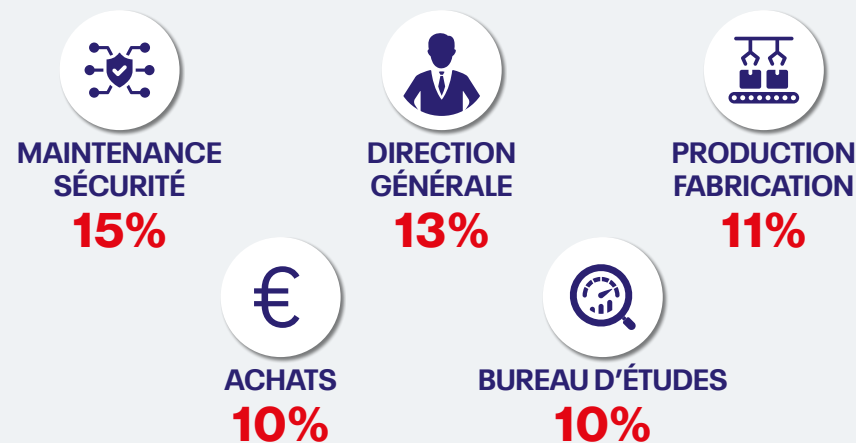 MAINTENANCE
SÉCURITÉ
15%
DIRECTION
GÉNÉRALE
13%
PRODUCTION
FABRICATION
11%
€
ACHATS
10%
BUREAU D’ÉTUDES
10%